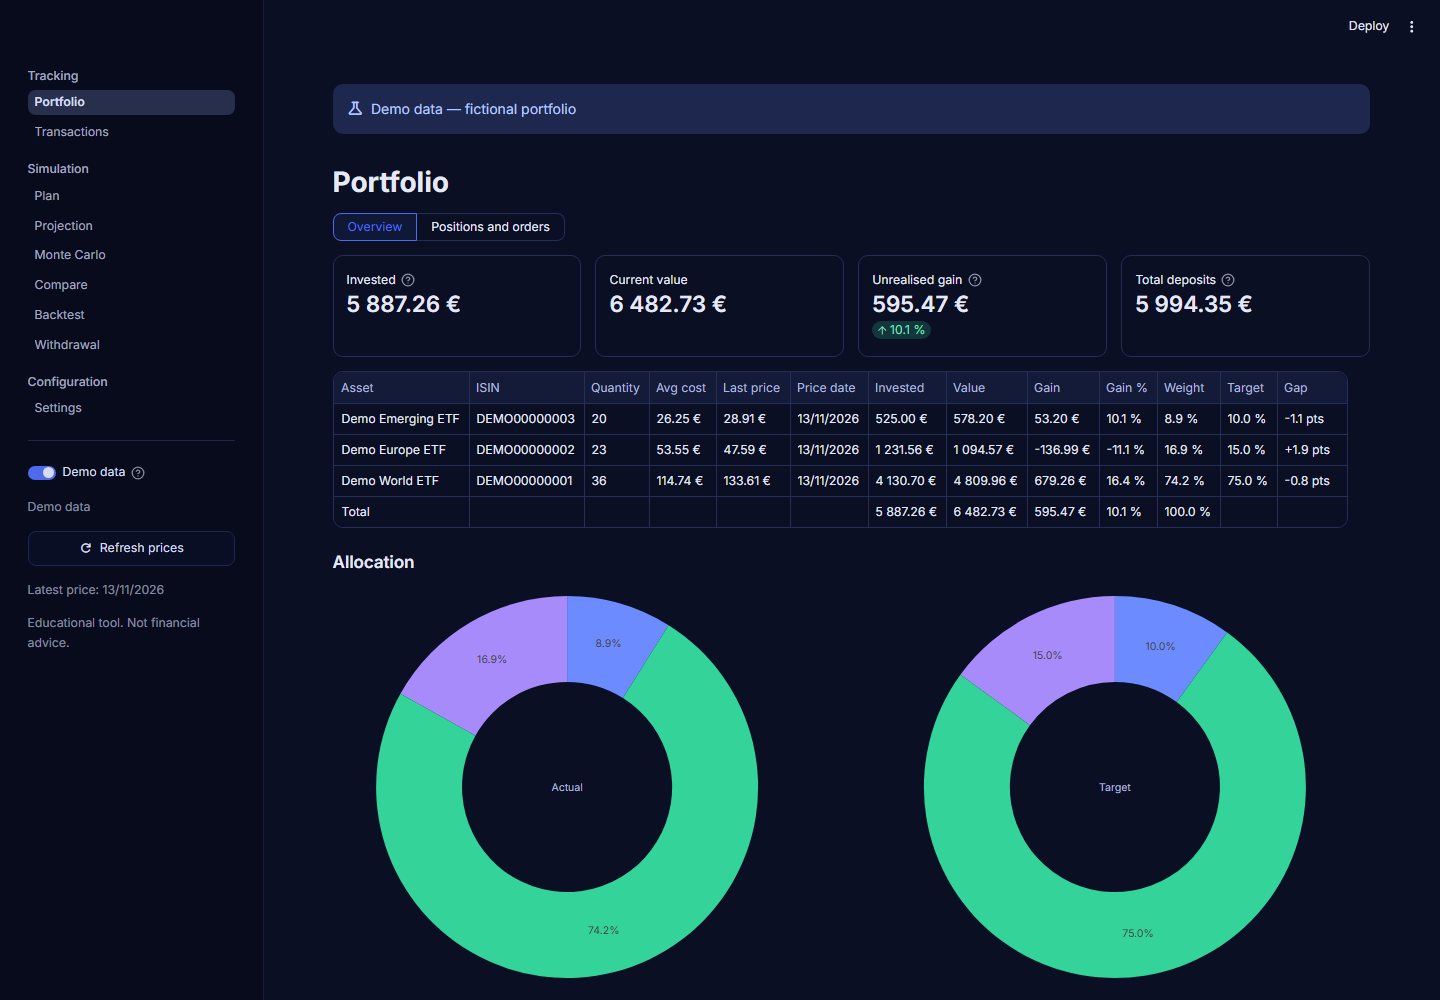 Deploy
Tracking
Portfolio
Transactions
Simulation
Plan
Projection
Monte Carlo
Compare
Backtest
Withdrawal
Configuration
Settings
Demo data
Demo data
Refresh prices
Latest price: 13/11/2026
Educational tool. Not financial
advice.
Demo data — fictional portfolio
Portfolio
Overview Positions and orders
Invested Current value Unrealised gain Total deposits
5 887.26 € 6 482.73 € 595.47 € 5 994.35 €
↑ 10.1 %
Asset ISIN Quantity Avg cost Last price Price date Invested Value Gain Gain % Weight Target Gap
Demo Emerging ETF DEMO00000003 20 26.25 € 28.91 € 13/11/2026 525.00 € 578.20 € 53.20 € 10.1 % 8.9 % 10.0 % -1.1 pts
Demo Europe ETF DEMO00000002 23 53.55 € 47.59 € 13/11/2026 1 231.56 € 1 094.57 € -136.99 € -11.1 % 16.9 % 15.0 % +1.9 pts
Demo World ETF DEMO00000001 36 114.74 € 133.61 € 13/11/2026 4 130.70 € 4 809.96 € 679.26 € 16.4 % 74.2 % 75.0 % -0.8 pts
Total 5 887.26 € 6 482.73 € 595.47 € 10.1 % 100.0 %
Allocation
8.9%
16.9%
Actual
74.2%
10.0%
15.0%
Target
75.0%